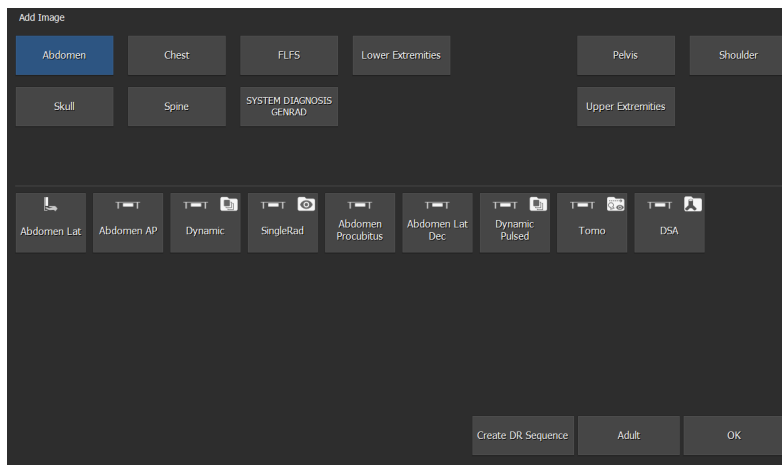 Add Image
Abdomen
Chest
FLFS
Lower Extremities
Pelvis
Shoulder
Skull
Spine
SYSTEM DIAGNOSIS
GENRAD
Upper Extremities
Abdomen Lat
Abdomen AP
Dynamic
SingleRad
Abdomen
Procubitus
Abdomen Lat
Dec
Dynamic
Pulsed
Tomo
DSA
Create DR Sequence
Adult
OK